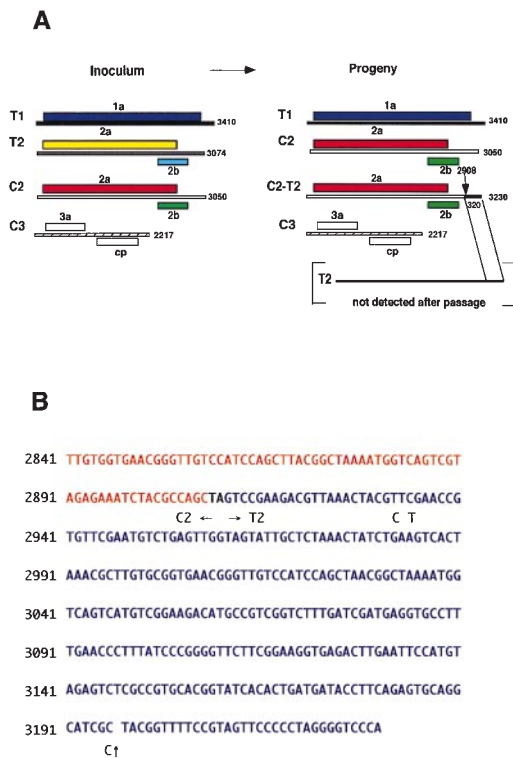 A
Inoculum → Progeny
1a
T1 3410
2a
T2 3074
2b
2a
C2 3050
2b
3a
C3 2217
cp
1a
T1 3410
2a
C2 3050
2b 2908
2a
C2-T2 3230
2b 320
3a
C3 2217
cp
T2
not detected after passage
B
2841 TTGTGGTGAACGGGTTGTCCATCCAGCTTACGGCTAAAATGGTCAGTCGT
2891 AGAGAAATCTACGCCAGCTAGTCCGAAGACGTTAAACTACGTTCGAACCG
C2 ← → T2 C T
2941 TGTTCGAATGTCTGAGTTGGTAGTATTGCTCTAAACTATCTGAAGTCACT
2991 AAACGCTTGTGCGGTGAACGGGTTGTCCATCCAGCTAACGGCTAAAATGG
3041 TCAGTCATGTCGGAAGACATGCCGTCGGTCTTTGATCGATGAGGTGCCTT
3091 TGAACCCTTTATCCCGGGGTTCTTCGGAAGGTGAGACTTGAATTCCATGT
3141 AGAGTCTCGCCGTGCACGGTATCACACTGATGATACCTTCAGAGTGCAGG
3191 CATCGC TACGGTTTTCCGTAGTTCCCCCTAGGGGTCCCA
C↑